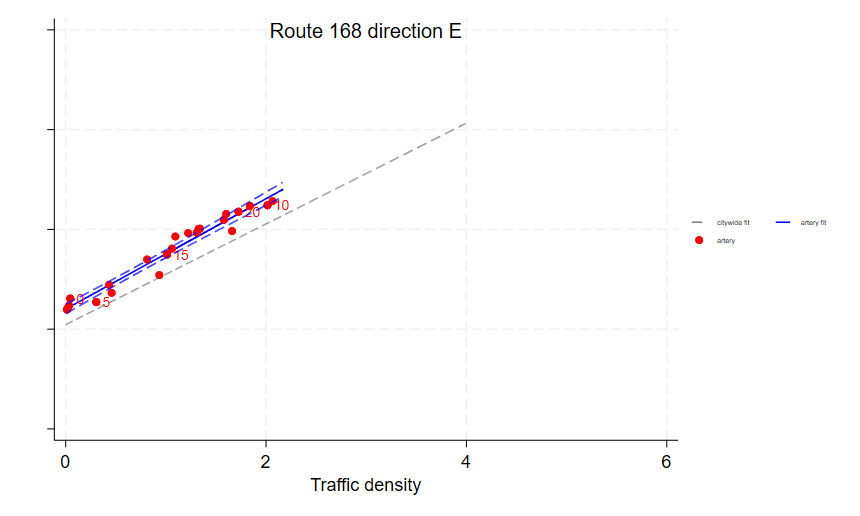 Route 168 direction E
citywide fit
artery fit
artery
20
10
15
0
5
0
2
4
6
Traffic density